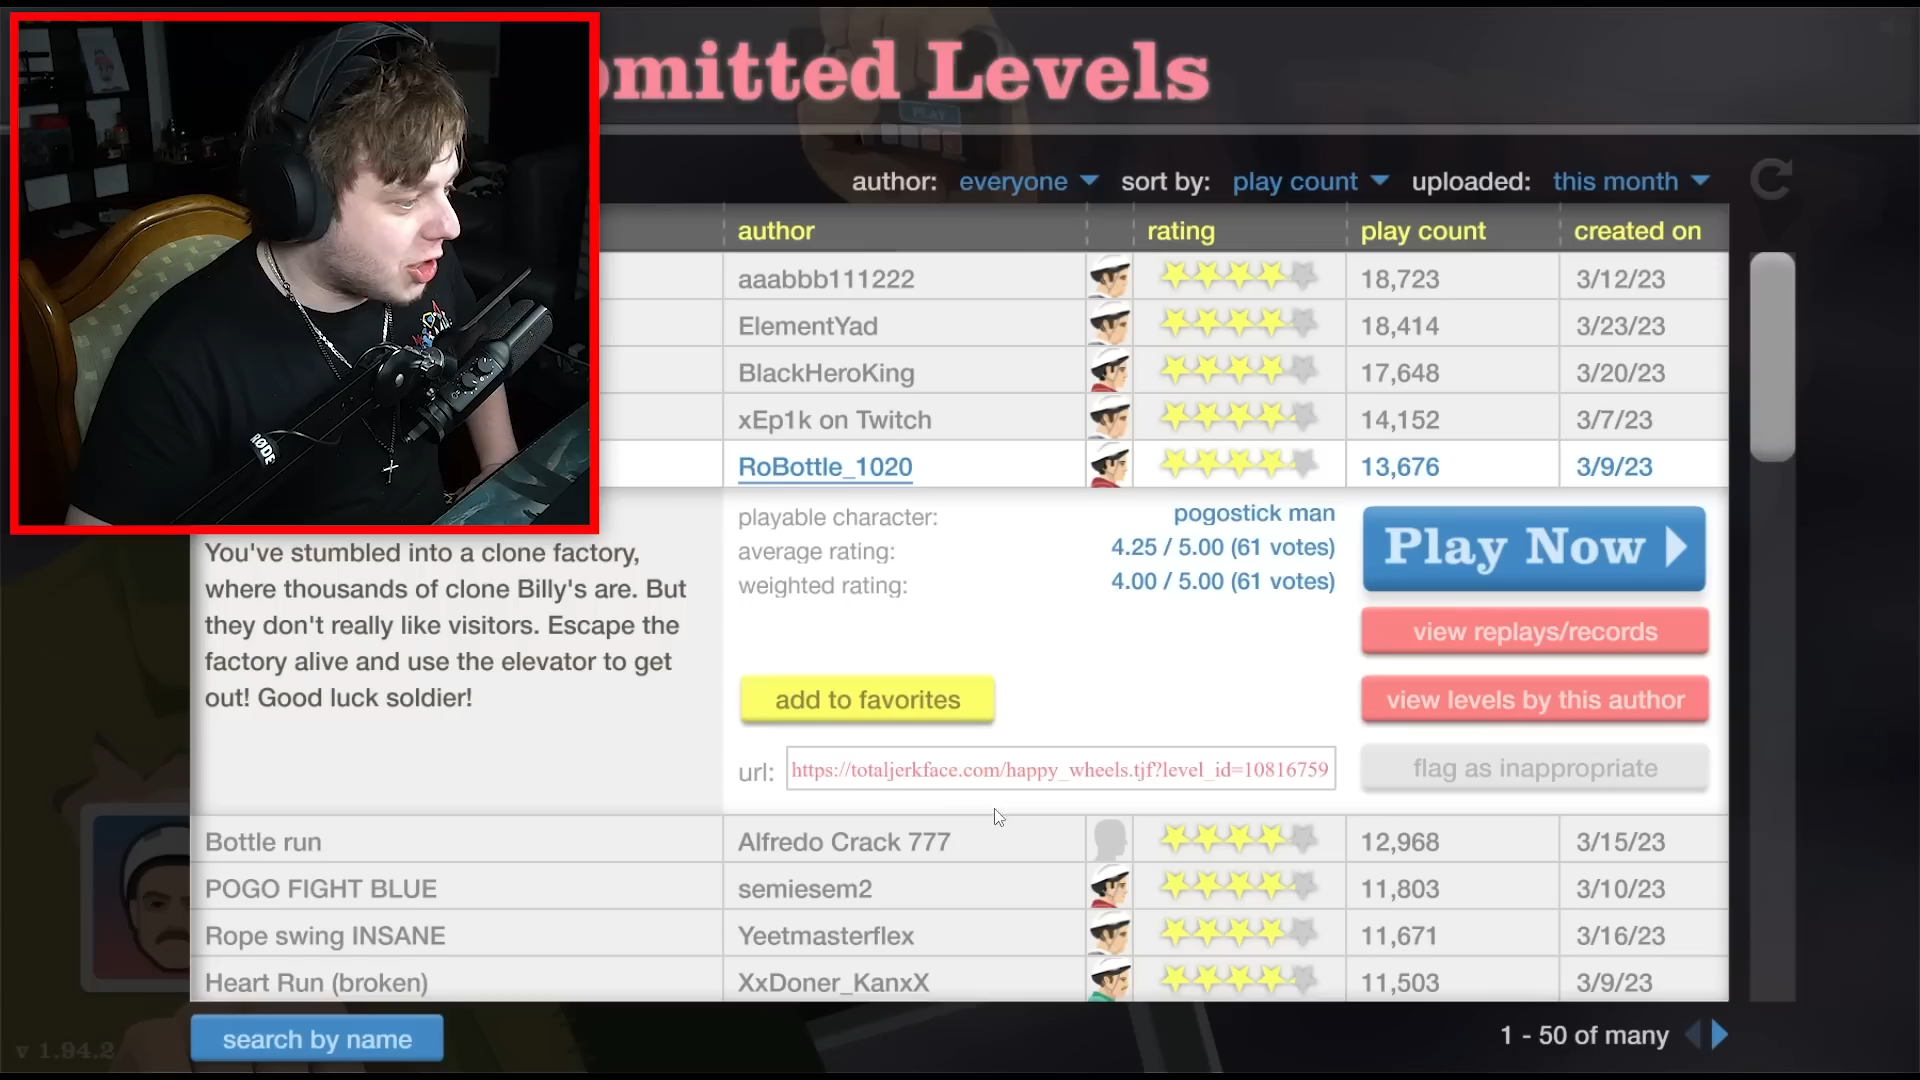 omitted Levels
PLAY
author: everyone sort by: play count uploaded: this month
author rating play count created on
aaabbb111222 18,723 3/12/23
ElementYad 18,414 3/23/23
BlackHeroKing 17,648 3/20/23
xEp1k on Twitch 14,152 3/7/23
RoBottle_1020 13,676 3/9/23
RØDE
playable character: pogostick man
average rating: 4.25 / 5.00 (61 votes)
weighted rating: 4.00 / 5.00 (61 votes)
Play Now
view replays/records
view levels by this author
flag as inappropriate
You've stumbled into a clone factory,
where thousands of clone Billy's are. But
they don't really like visitors. Escape the
factory alive and use the elevator to get
out! Good luck soldier!
add to favorites
url: https://totaljerkface.com/happy_wheels.tjf?level_id=10816759
Bottle run Alfredo Crack 777 12,968 3/15/23
POGO FIGHT BLUE semiesem2 11,803 3/10/23
Rope swing INSANE Yeetmasterflex 11,671 3/16/23
Heart Run (broken) XxDoner_KanxX 11,503 3/9/23
search by name
1 - 50 of many
v 1.94.2